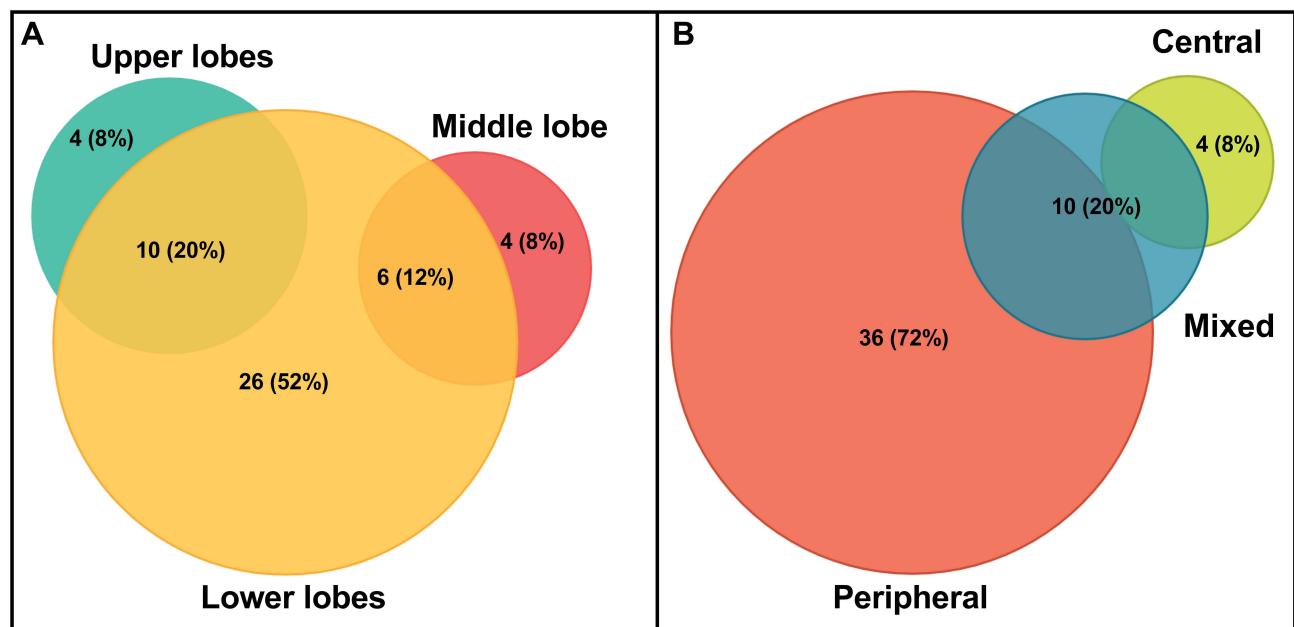 A
Upper lobes
4 (8%)
Middle lobe
10 (20%)
4 (8%)
6 (12%)
26 (52%)
Lower lobes
B
Central
4 (8%)
10 (20%)
Mixed
36 (72%)
Peripheral